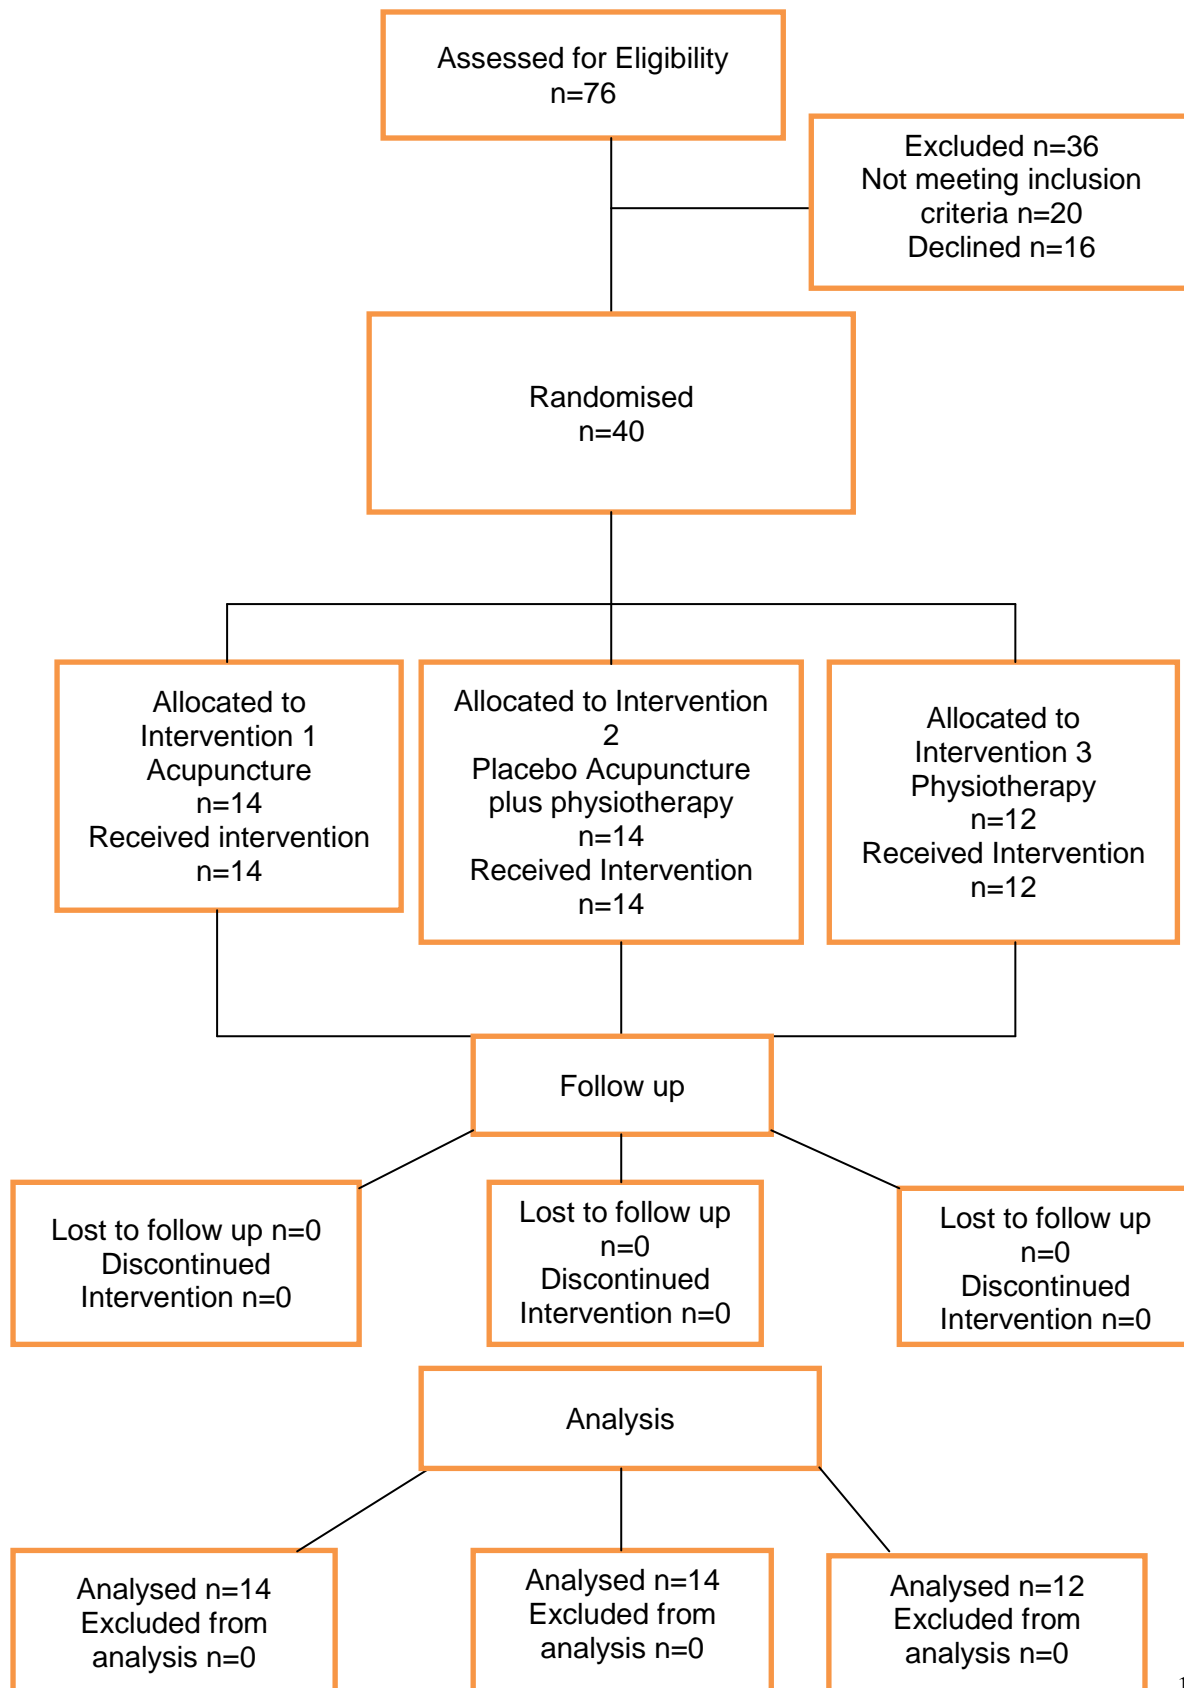 Assessed for Eligibility
n=76
Excluded n=36
Not meeting inclusion
criteria n=20
Declined n=16
Randomised
n=40
Allocated to
Intervention 1
Acupuncture
n=14
Received intervention
n=14
Allocated to Intervention
2
Placebo Acupuncture
plus physiotherapy
n=14
Received Intervention
n=14
Allocated to
Intervention 3
Physiotherapy
n=12
Received Intervention
n=12
Follow up
Lost to follow up n=0
Discontinued
Intervention n=0
Lost to follow up
n=0
Discontinued
Intervention n=0
Lost to follow up
n=0
Discontinued
Intervention n=0
Analysis
Analysed n=14
Excluded from
analysis n=0
Analysed n=14
Excluded from
analysis n=0
Analysed n=12
Excluded from
analysis n=0
1